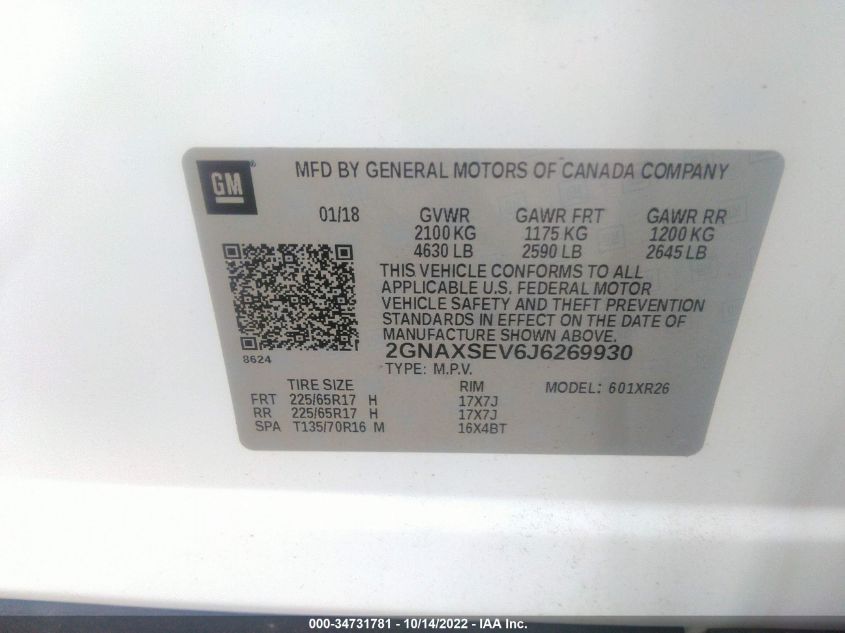 GM ® MFD BY GENERAL MOTORS OF CANADA COMPANY
01/18 GVWR GAWR FRT GAWR RR
2100 KG 1175 KG 1200 KG
4630 LB 2590 LB 2645 LB
THIS VEHICLE CONFORMS TO ALL
APPLICABLE U.S. FEDERAL MOTOR
VEHICLE SAFETY AND THEFT PREVENTION
STANDARDS IN EFFECT ON THE DATE OF
MANUFACTURE SHOWN ABOVE.
8624 2GNAXSEV6J6269930
TYPE: M.P.V.
TIRE SIZE RIM MODEL: 601XR26
FRT 225/65R17 H 17X7J
RR 225/65R17 H 17X7J
SPA T135/70R16 M 16X4BT
000-34731781 - 10/14/2022 - IAA Inc.